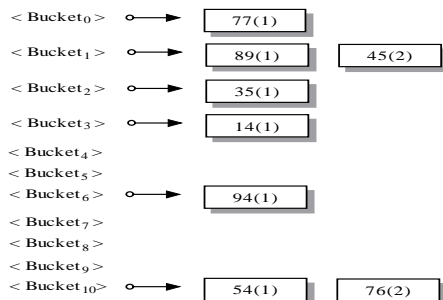 < Bucket₀ > 77(1)
< Bucket₁ > 89(1) 45(2)
< Bucket₂ > 35(1)
< Bucket₃ > 14(1)
< Bucket₄ >
< Bucket₅ >
< Bucket₆ > 94(1)
< Bucket₇ >
< Bucket₈ >
< Bucket₉ >
< Bucket₁₀> 54(1) 76(2)